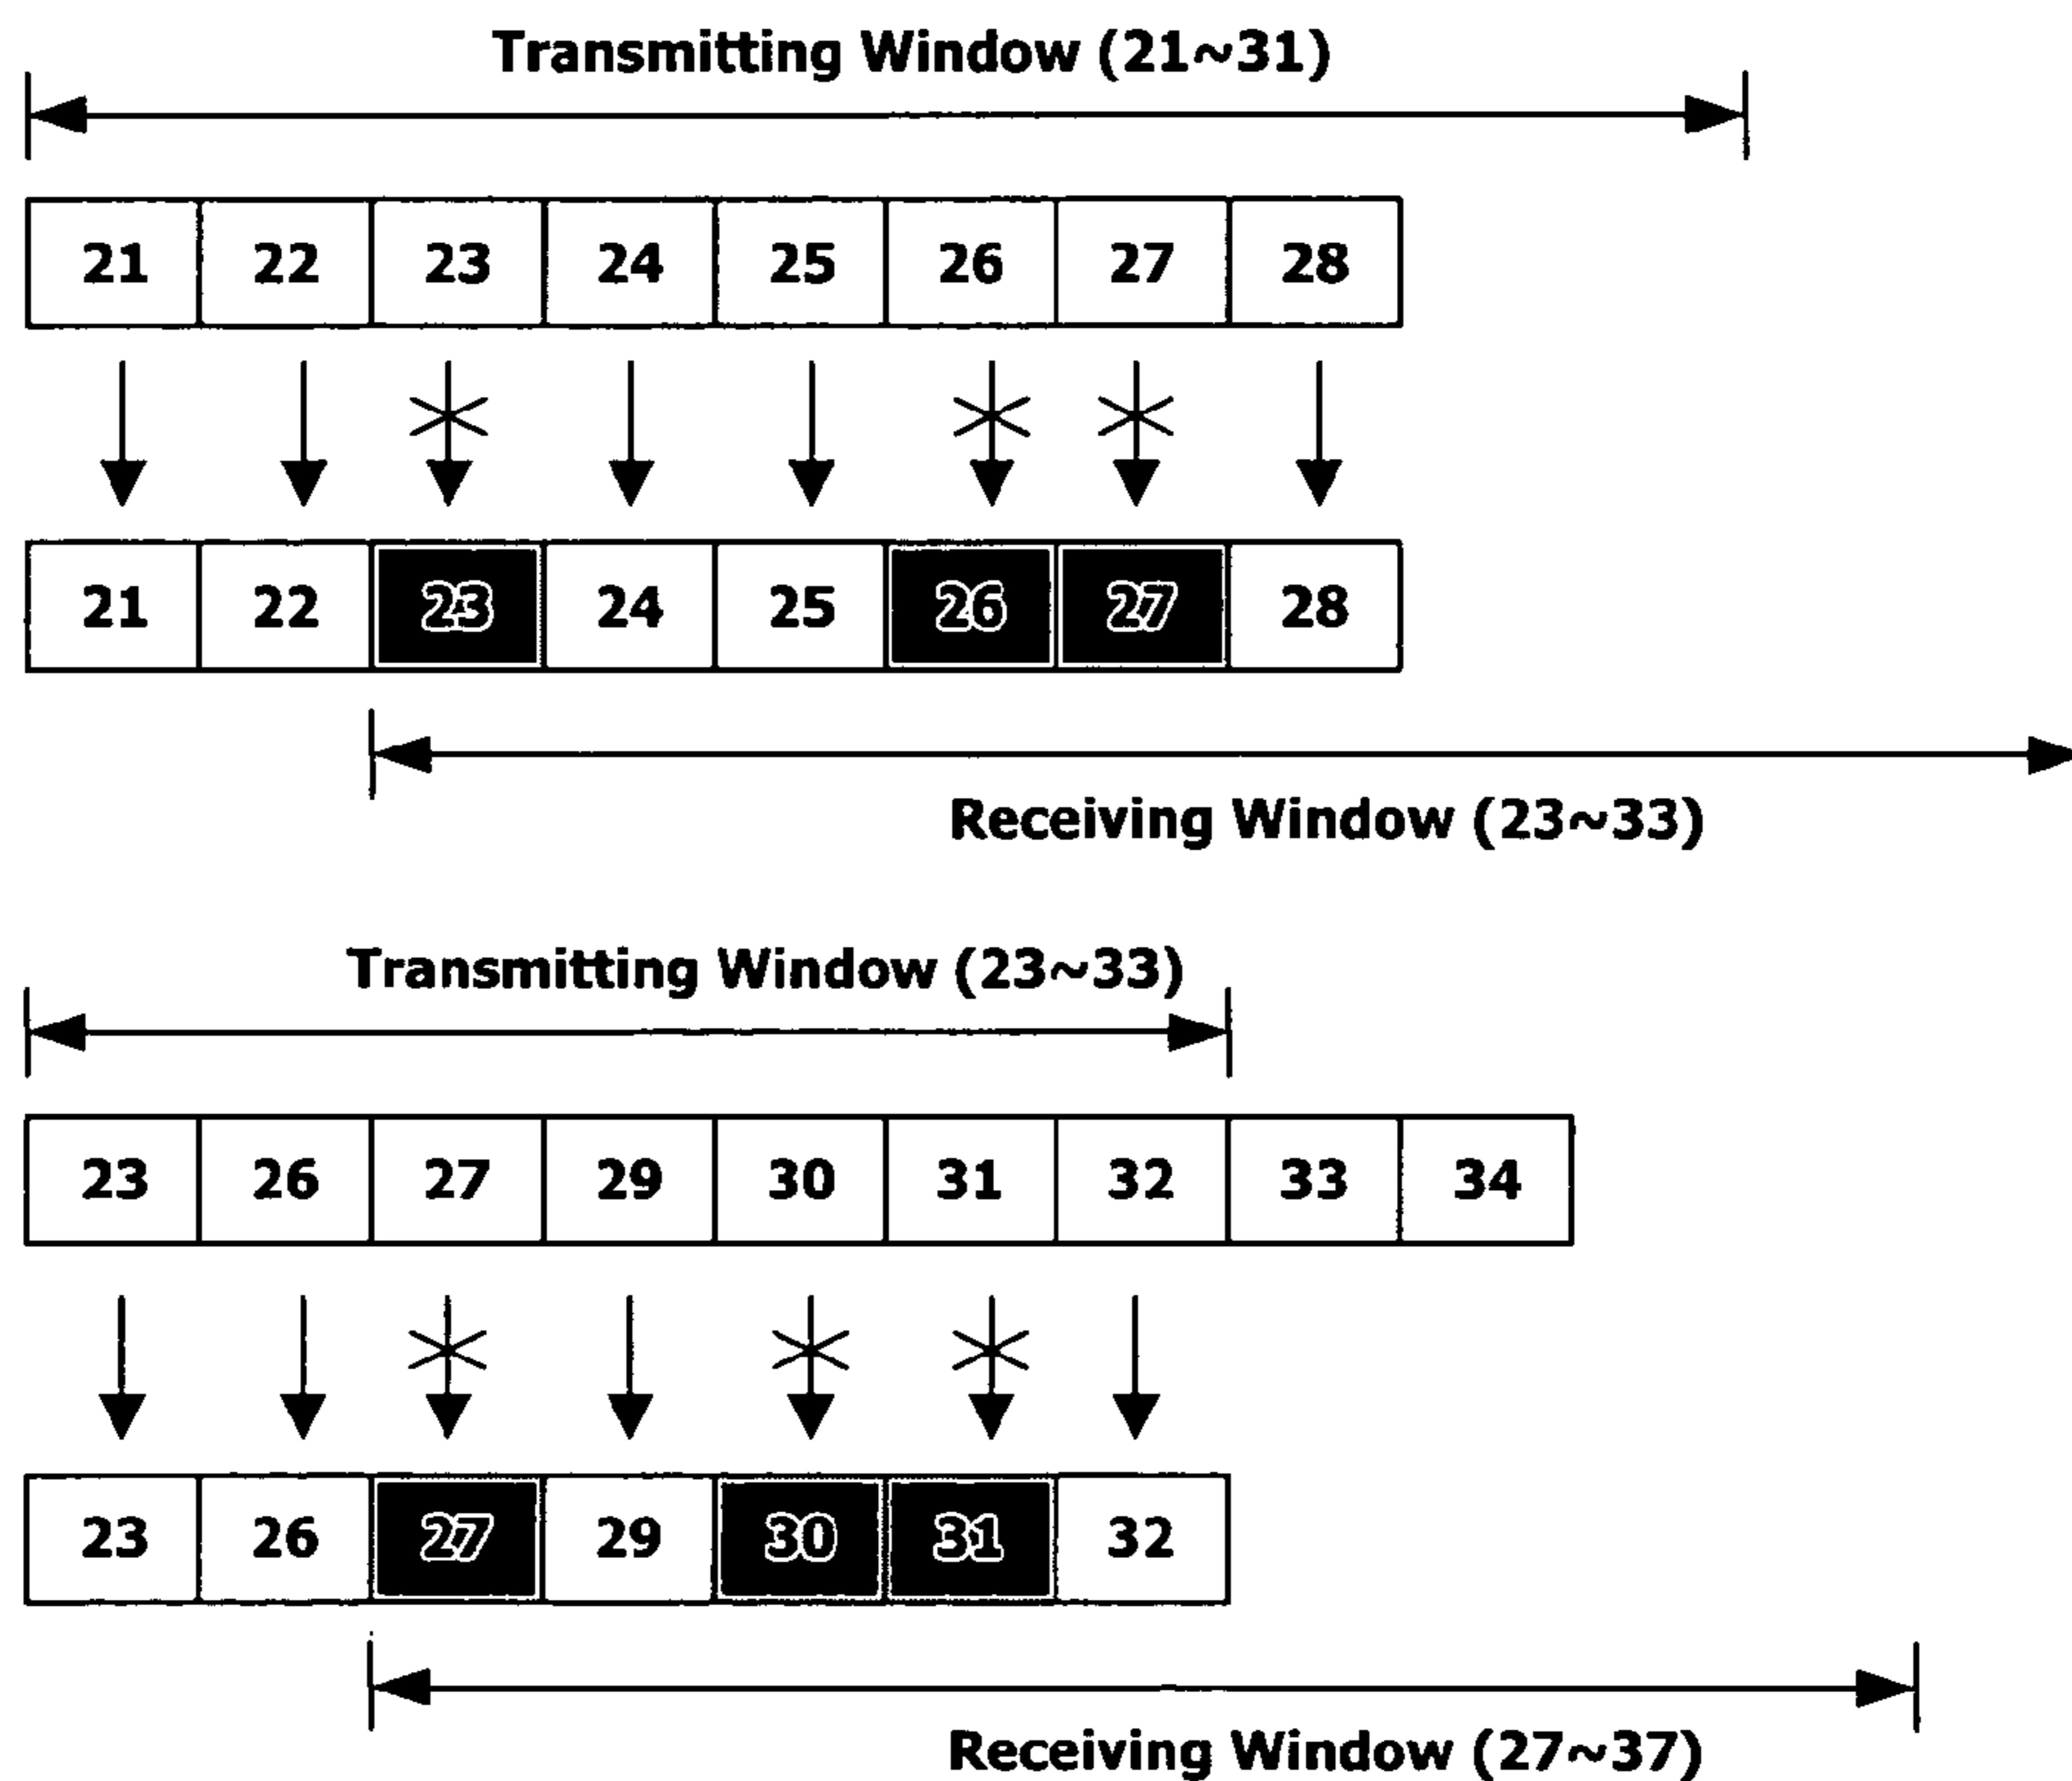 Transmitting Window (21~31)
21 22 23 24 25 26 27 28
21 22 23 24 25 26 27 28
Receiving Window (23~33)
Transmitting Window (23~33)
23 26 27 29 30 31 32 33 34
23 26 27 29 30 31 32
Receiving Window (27~37)